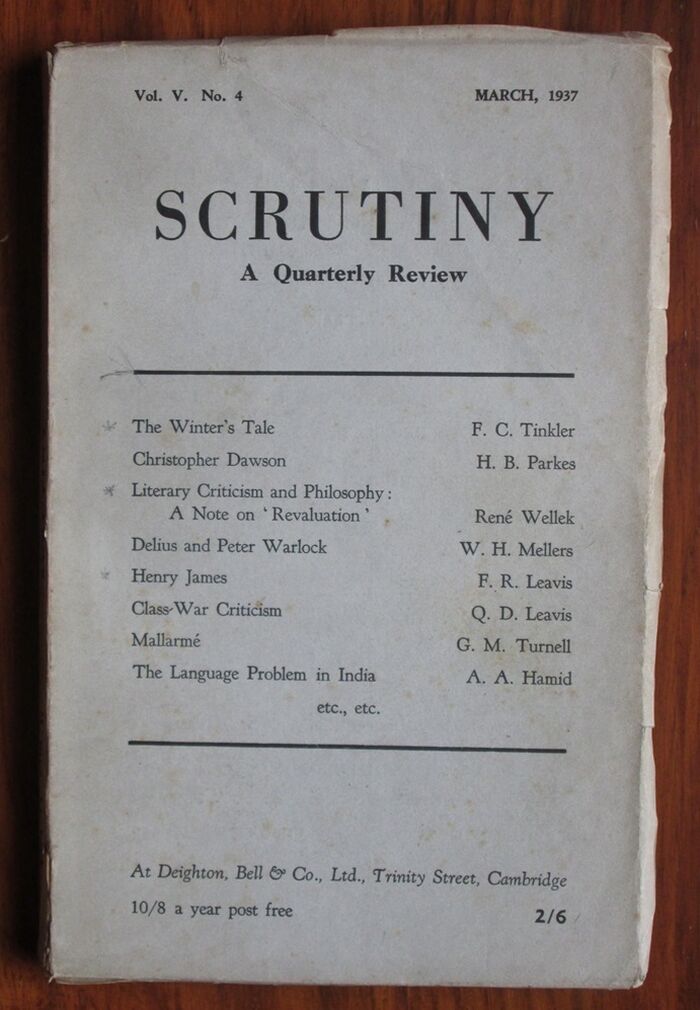 Vol. V. No. 4 MARCH, 1937
SCRUTINY
A Quarterly Review
The Winter's Tale F. C. Tinkler
Christopher Dawson H. B. Parkes
Literary Criticism and Philosophy:
A Note on 'Revaluation' René Wellek
Delius and Peter Warlock W. H. Mellers
Henry James F. R. Leavis
Class-War Criticism Q. D. Leavis
Mallarmé G. M. Turnell
The Language Problem in India A. A. Hamid
etc., etc.
At Deighton, Bell & Co., Ltd., Trinity Street, Cambridge
10/8 a year post free 2/6